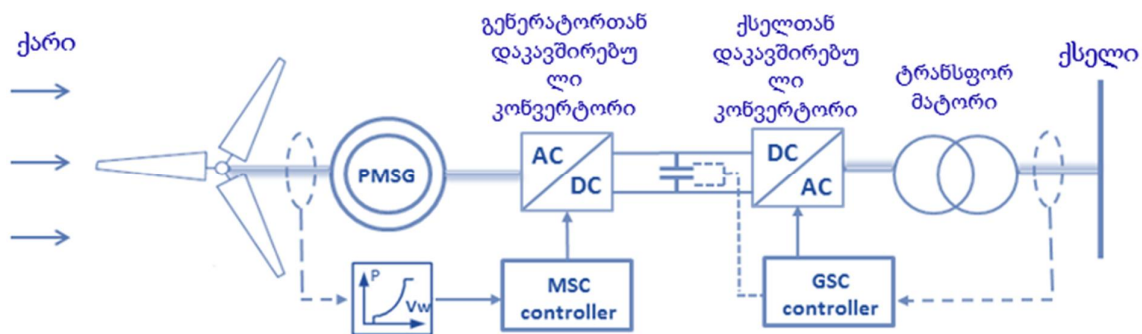 ქარი
გენერატორთან
დაკავშირებუ
ლი
კონვერტორი
ქსელთან
დაკავშირებუ
ლი
კონვერტორი
ტრანსფორ
მატორი
ქსელი
PMSG
AC
DC
DC
AC
P
Vw
MSC
controller
GSC
controller